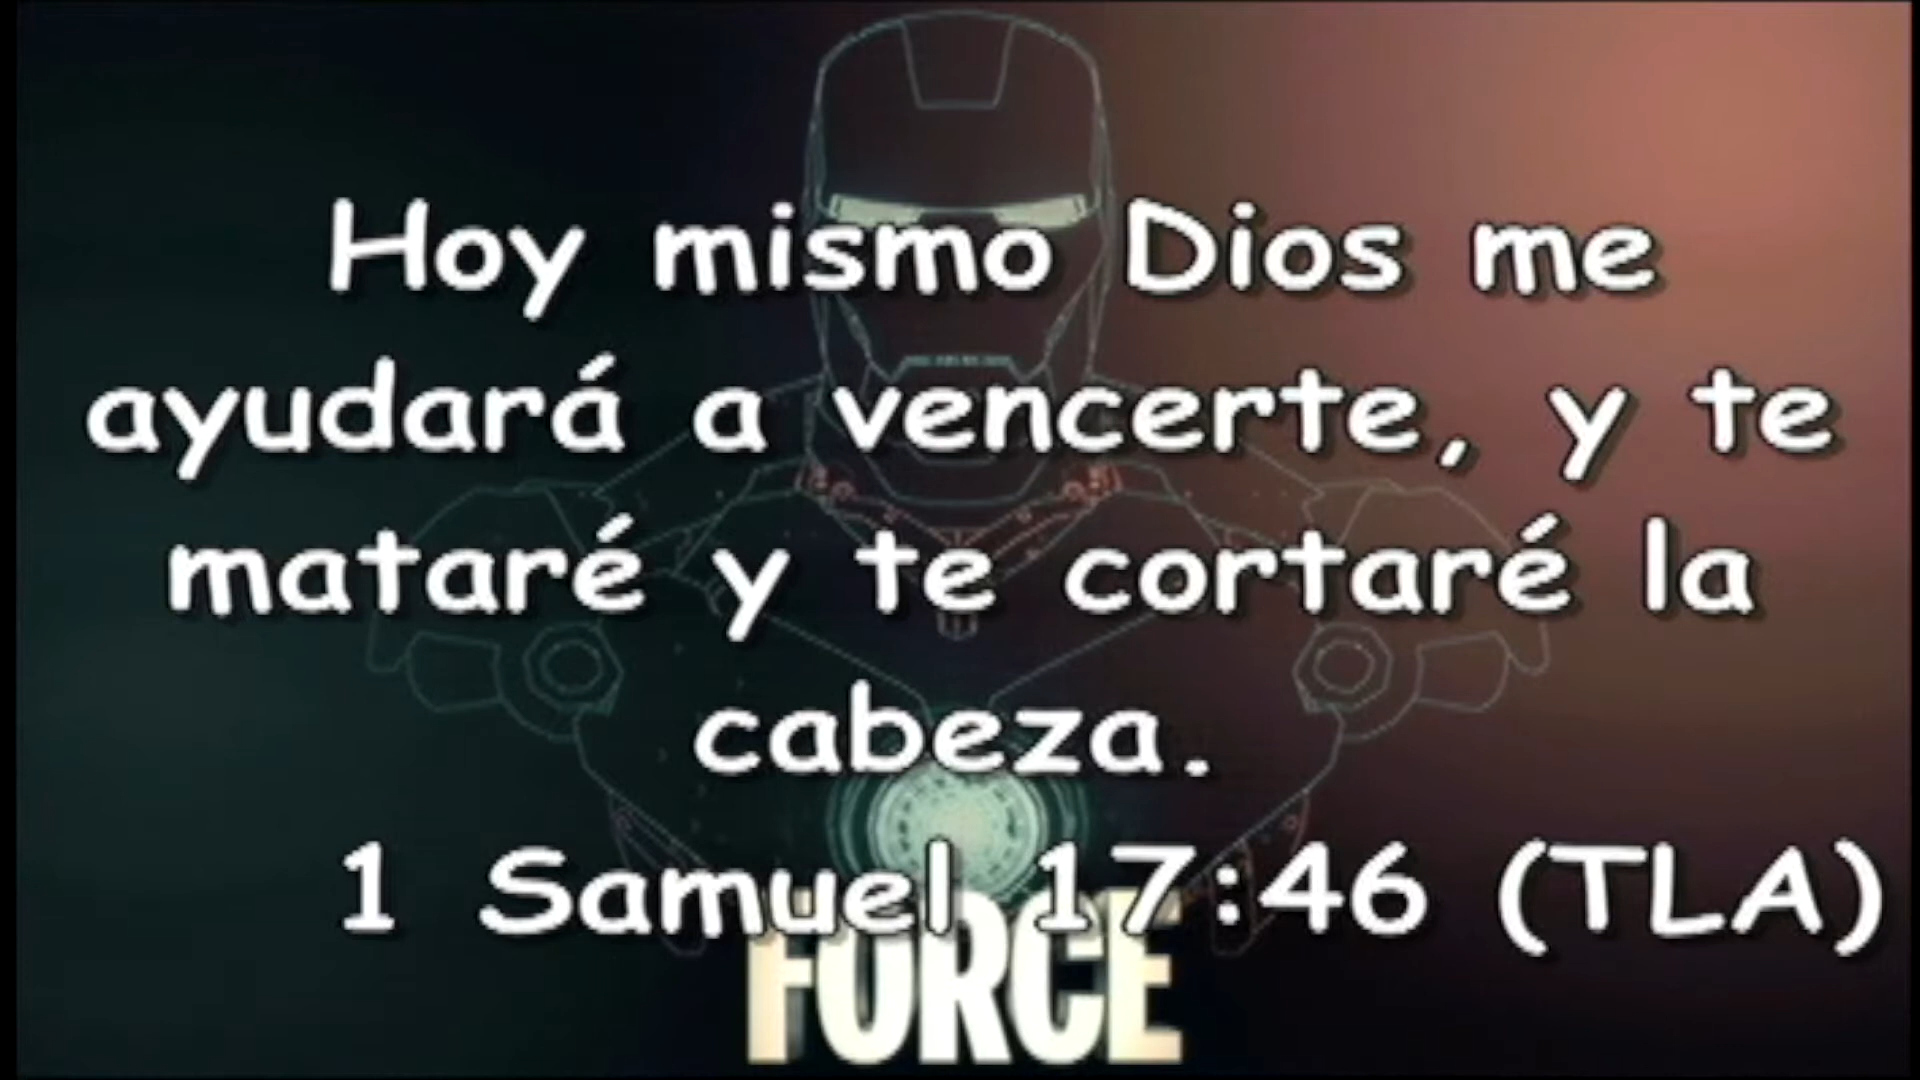 Hoy mismo Dios me
ayudará a vencerte, y te
mataré y te cortaré la
cabeza.
1 Samuel 17:46 (TLA)
FORCE